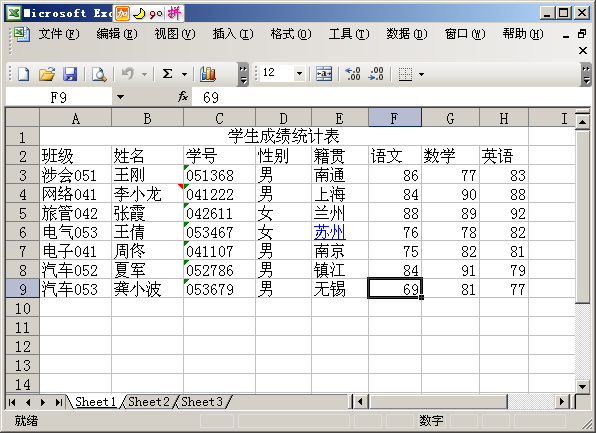 Microsoft Exc
加 9º 拼
文件(F) 编辑(E) 视图(V) 插入(I) 格式(O) 工具(T) 数据(D) 窗口(W) 帮助(H)
Σ 12
F9 fx 69
A B C D E F G H I
1 学生成绩统计表
2 班级 姓名 学号 性别 籍贯 语文 数学 英语
3 涉会051 王刚 051368 男 南通 86 77 83
4 网络041 李小龙 041222 男 上海 84 90 88
5 旅管042 张霞 042611 女 兰州 88 89 92
6 电气053 王倩 053467 女 苏州 76 78 82
7 电子041 周佟 041107 男 南京 75 82 81
8 汽车052 夏军 052786 男 镇江 84 91 79
9 汽车053 龚小波 053679 男 无锡 69 81 77
10
11
12
13
14
Sheet1 Sheet2 Sheet3
就绪 数字